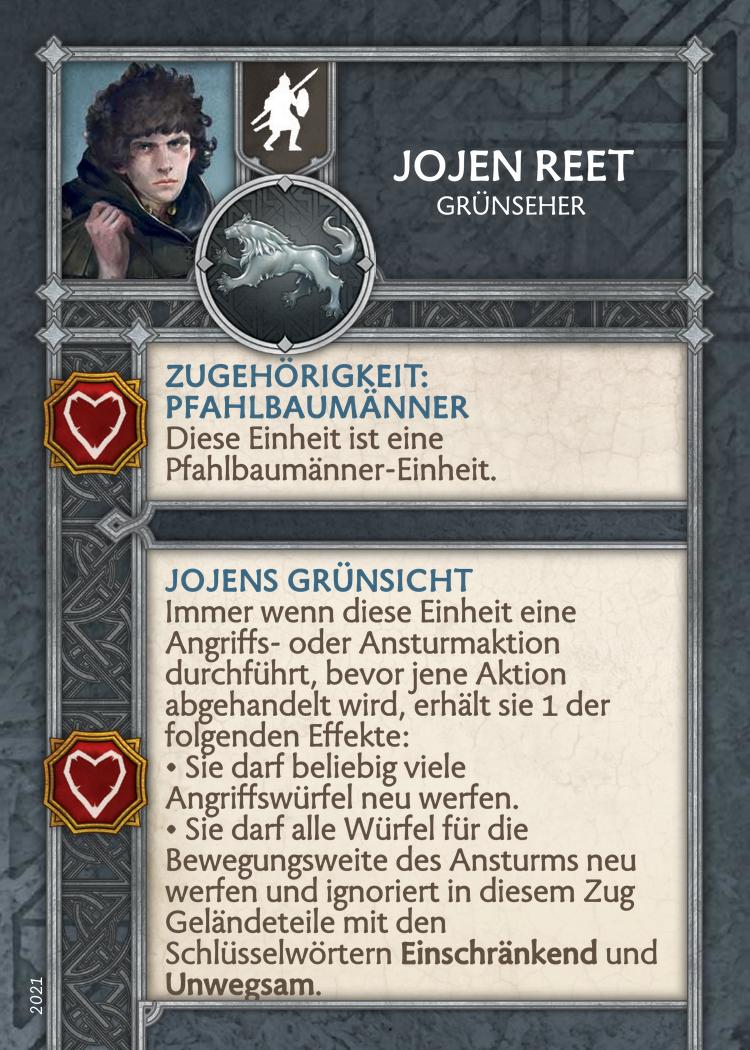 JOJEN REET
GRÜNSEHER
ZUGEHÖRIGKEIT:
PFAHLBAUMÄNNER
Diese Einheit ist eine
Pfahlbaumänner-Einheit.
JOJENS GRÜNSICHT
Immer wenn diese Einheit eine
Angriffs- oder Ansturmaktion
durchführt, bevor jene Aktion
abgehandelt wird, erhält sie 1 der
folgenden Effekte:
• Sie darf beliebig viele
Angriffswürfel neu werfen.
• Sie darf alle Würfel für die
Bewegungsweite des Ansturms neu
werfen und ignoriert in diesem Zug
Geländeteile mit den
Schlüsselwörtern Einschränkend und
Unwegsam.
2021